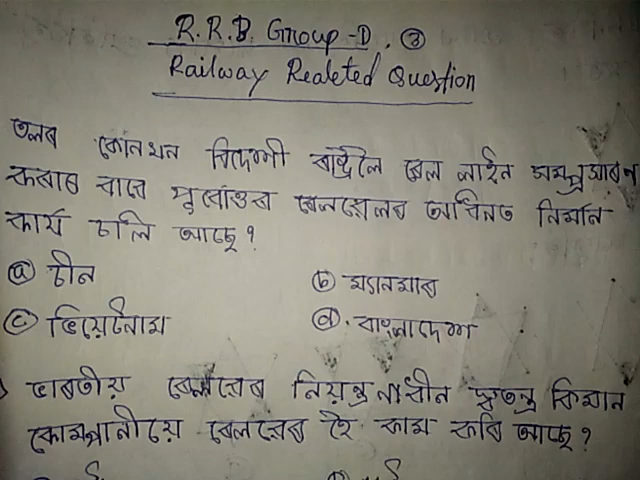 R.R.B. Group-D. ③
Railway Realeted Question
তলৰ কোনখন বিদেশী ৰাষ্ট্ৰলৈ ৰেল লাইন সম্প্ৰসাৰণ
কৰাৰ বাবে পূৰ্বোত্তৰ ৰেলৱেলৰ অধিনত নিৰ্মান
কাৰ্য চলি আছে?
ⓐ চীন
ⓑ ম্যানমাৰ
ⓒ ভিয়েটনাম
ⓓ. বাংলাদেশ
ভাৰতীয় ৰেলৱেৰ নিয়ন্ত্ৰনাধীন স্বতন্ত্ৰ কিমান
কোম্পানীয়ে ৰেলৱেৰ হৈ কাম কৰি আছে?